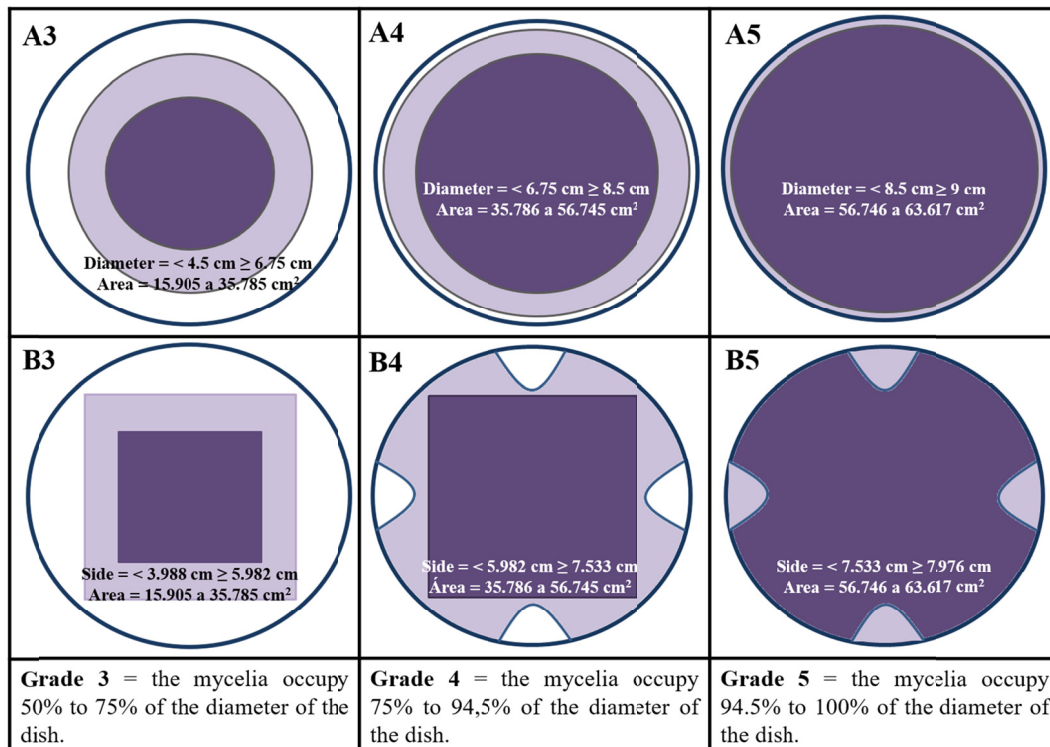 A3
Diameter = < 4.5 cm ≥ 6.75 cm
Area = 15.905 a 35.785 cm²
A4
Diameter = < 6.75 cm ≥ 8.5 cm
Area = 35.786 a 56.745 cm²
A5
Diameter = < 8.5 cm ≥ 9 cm
Area = 56.746 a 63.617 cm²
B3
Side = < 3.988 cm ≥ 5.982 cm
Area = 15.905 a 35.785 cm²
B4
Side = < 5.982 cm ≥ 7.533 cm
Área = 35.786 a 56.745 cm²
B5
Side = < 7.533 cm ≥ 7.976 cm
Area = 56.746 a 63.617 cm²
Grade 3 = the mycelia occupy
50% to 75% of the diameter of the
dish.
Grade 4 = the mycelia occupy
75% to 94,5% of the diameter of
the dish.
Grade 5 = the mycelia occupy
94.5% to 100% of the diameter of
the dish.